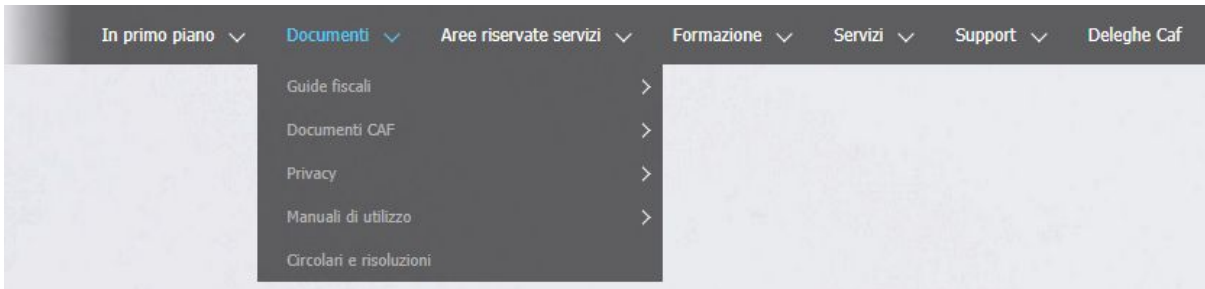 In primo piano Documenti Aree riservate servizi Formazione Servizi Support Deleghe Caf
Guide fiscali
Documenti CAF
Privacy
Manuali di utilizzo
Circolari e risoluzioni